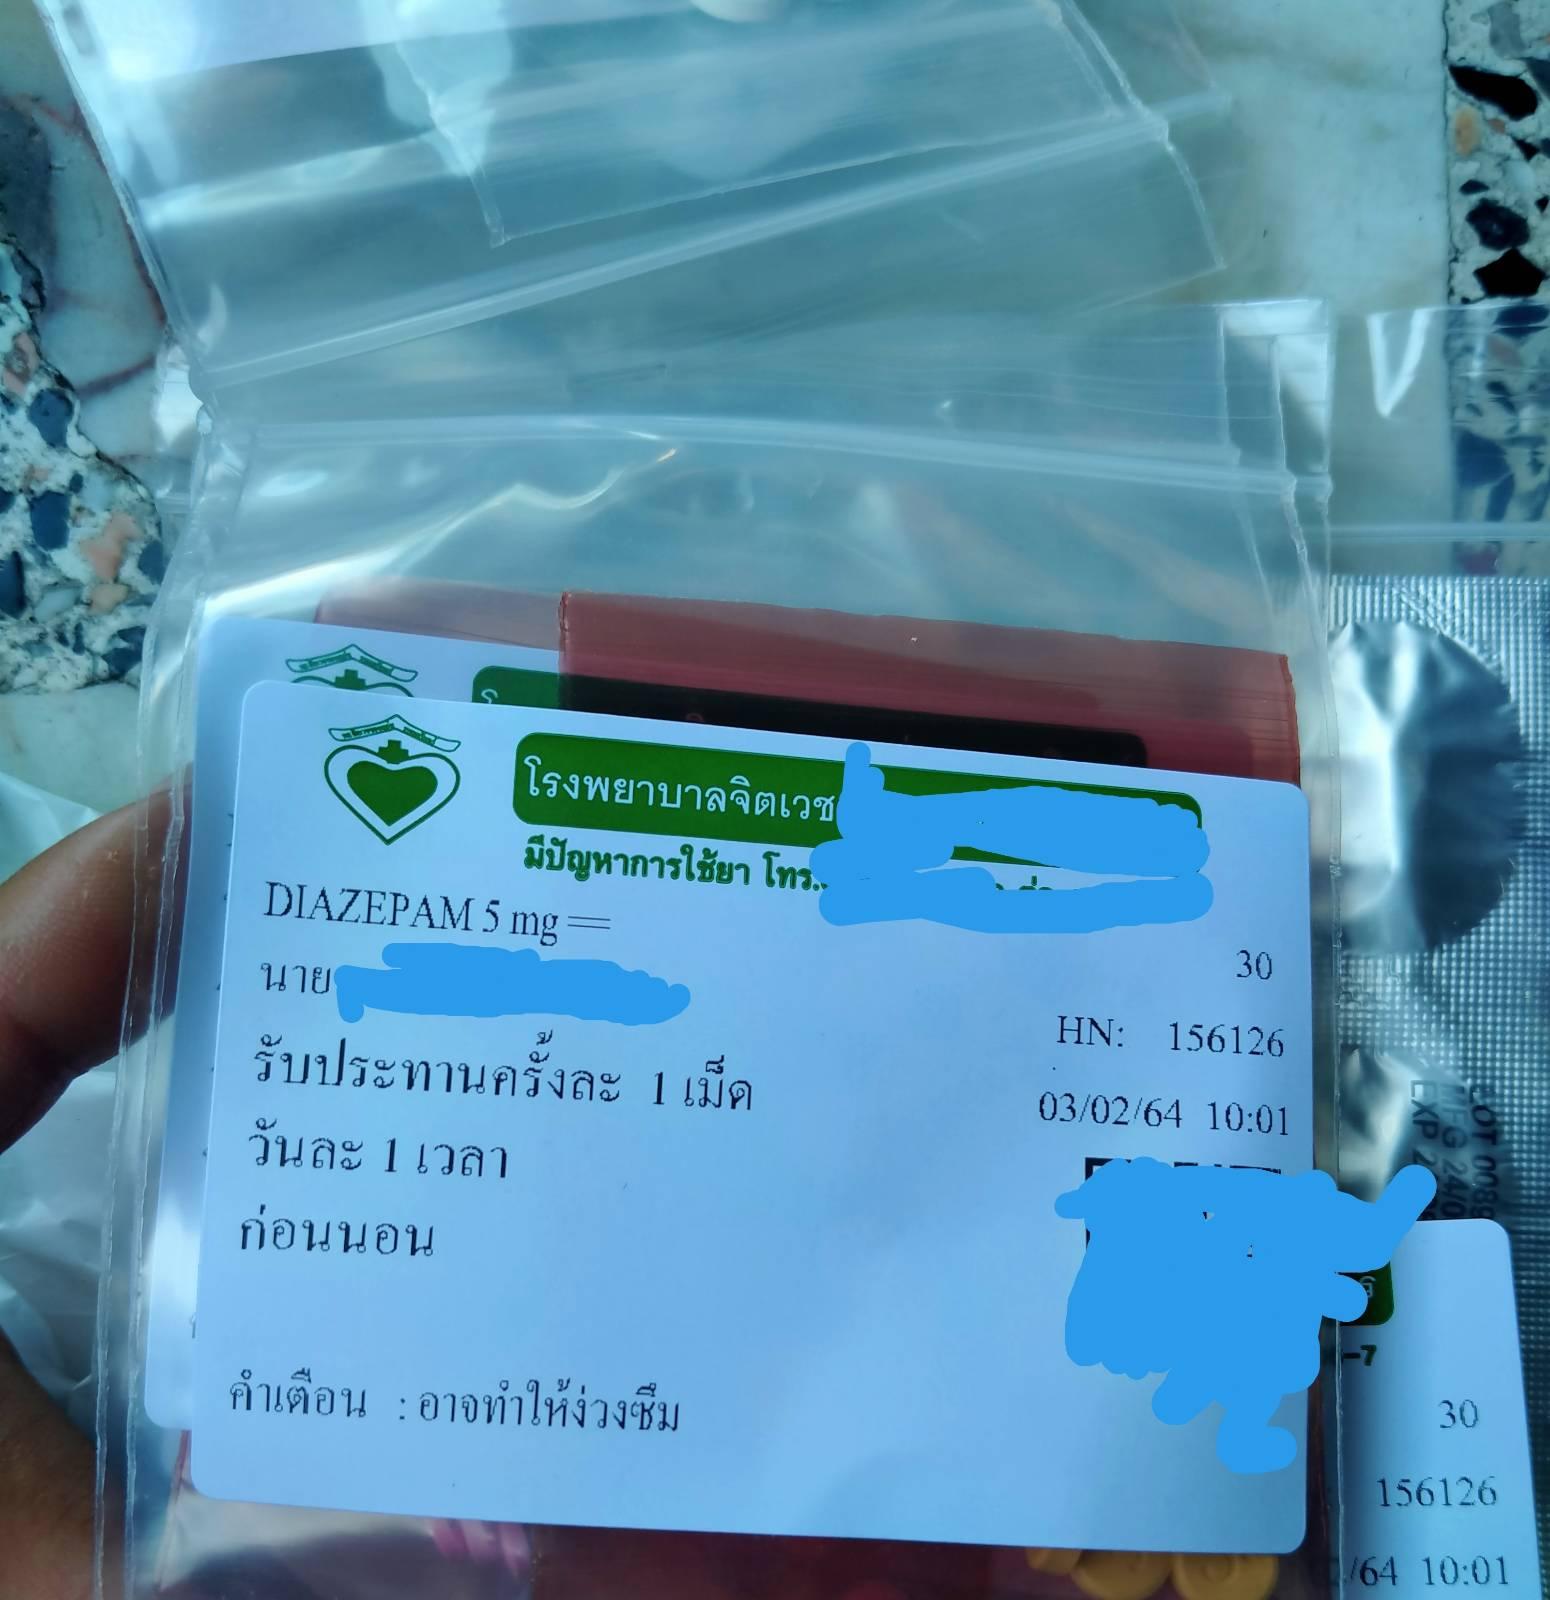 โรงพยาบาลจิตเวช
มีปัญหาการใช้ยา โทร..
DIAZEPAM 5 mg ==
30
นาย
HN: 156126
รับประทานครั้งละ 1 เม็ด
03/02/64 10:01
วันละ 1 เวลา
ก่อนนอน
คำเตือน : อาจทำให้ง่วงซึม
-7
30
156126
/64 10:01